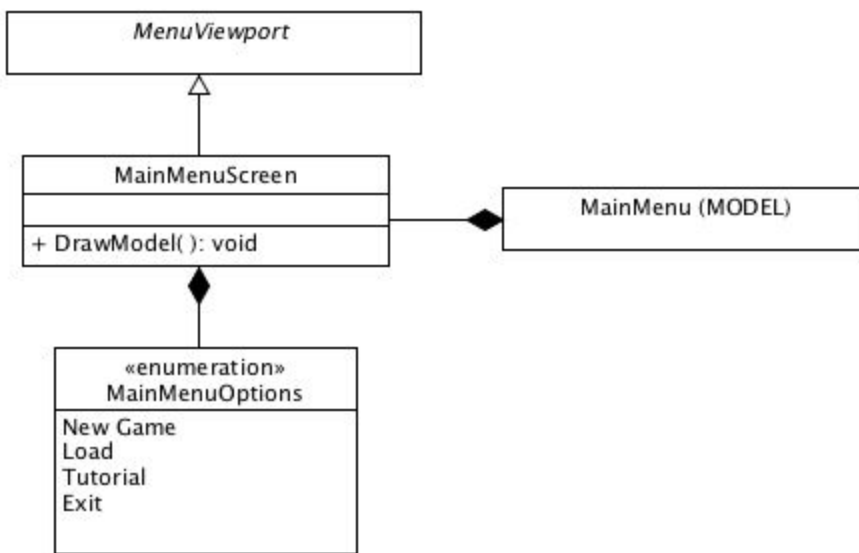 MenuViewport
MainMenuScreen
+ DrawModel( ): void
MainMenu (MODEL)
«enumeration»
MainMenuOptions
New Game
Load
Tutorial
Exit